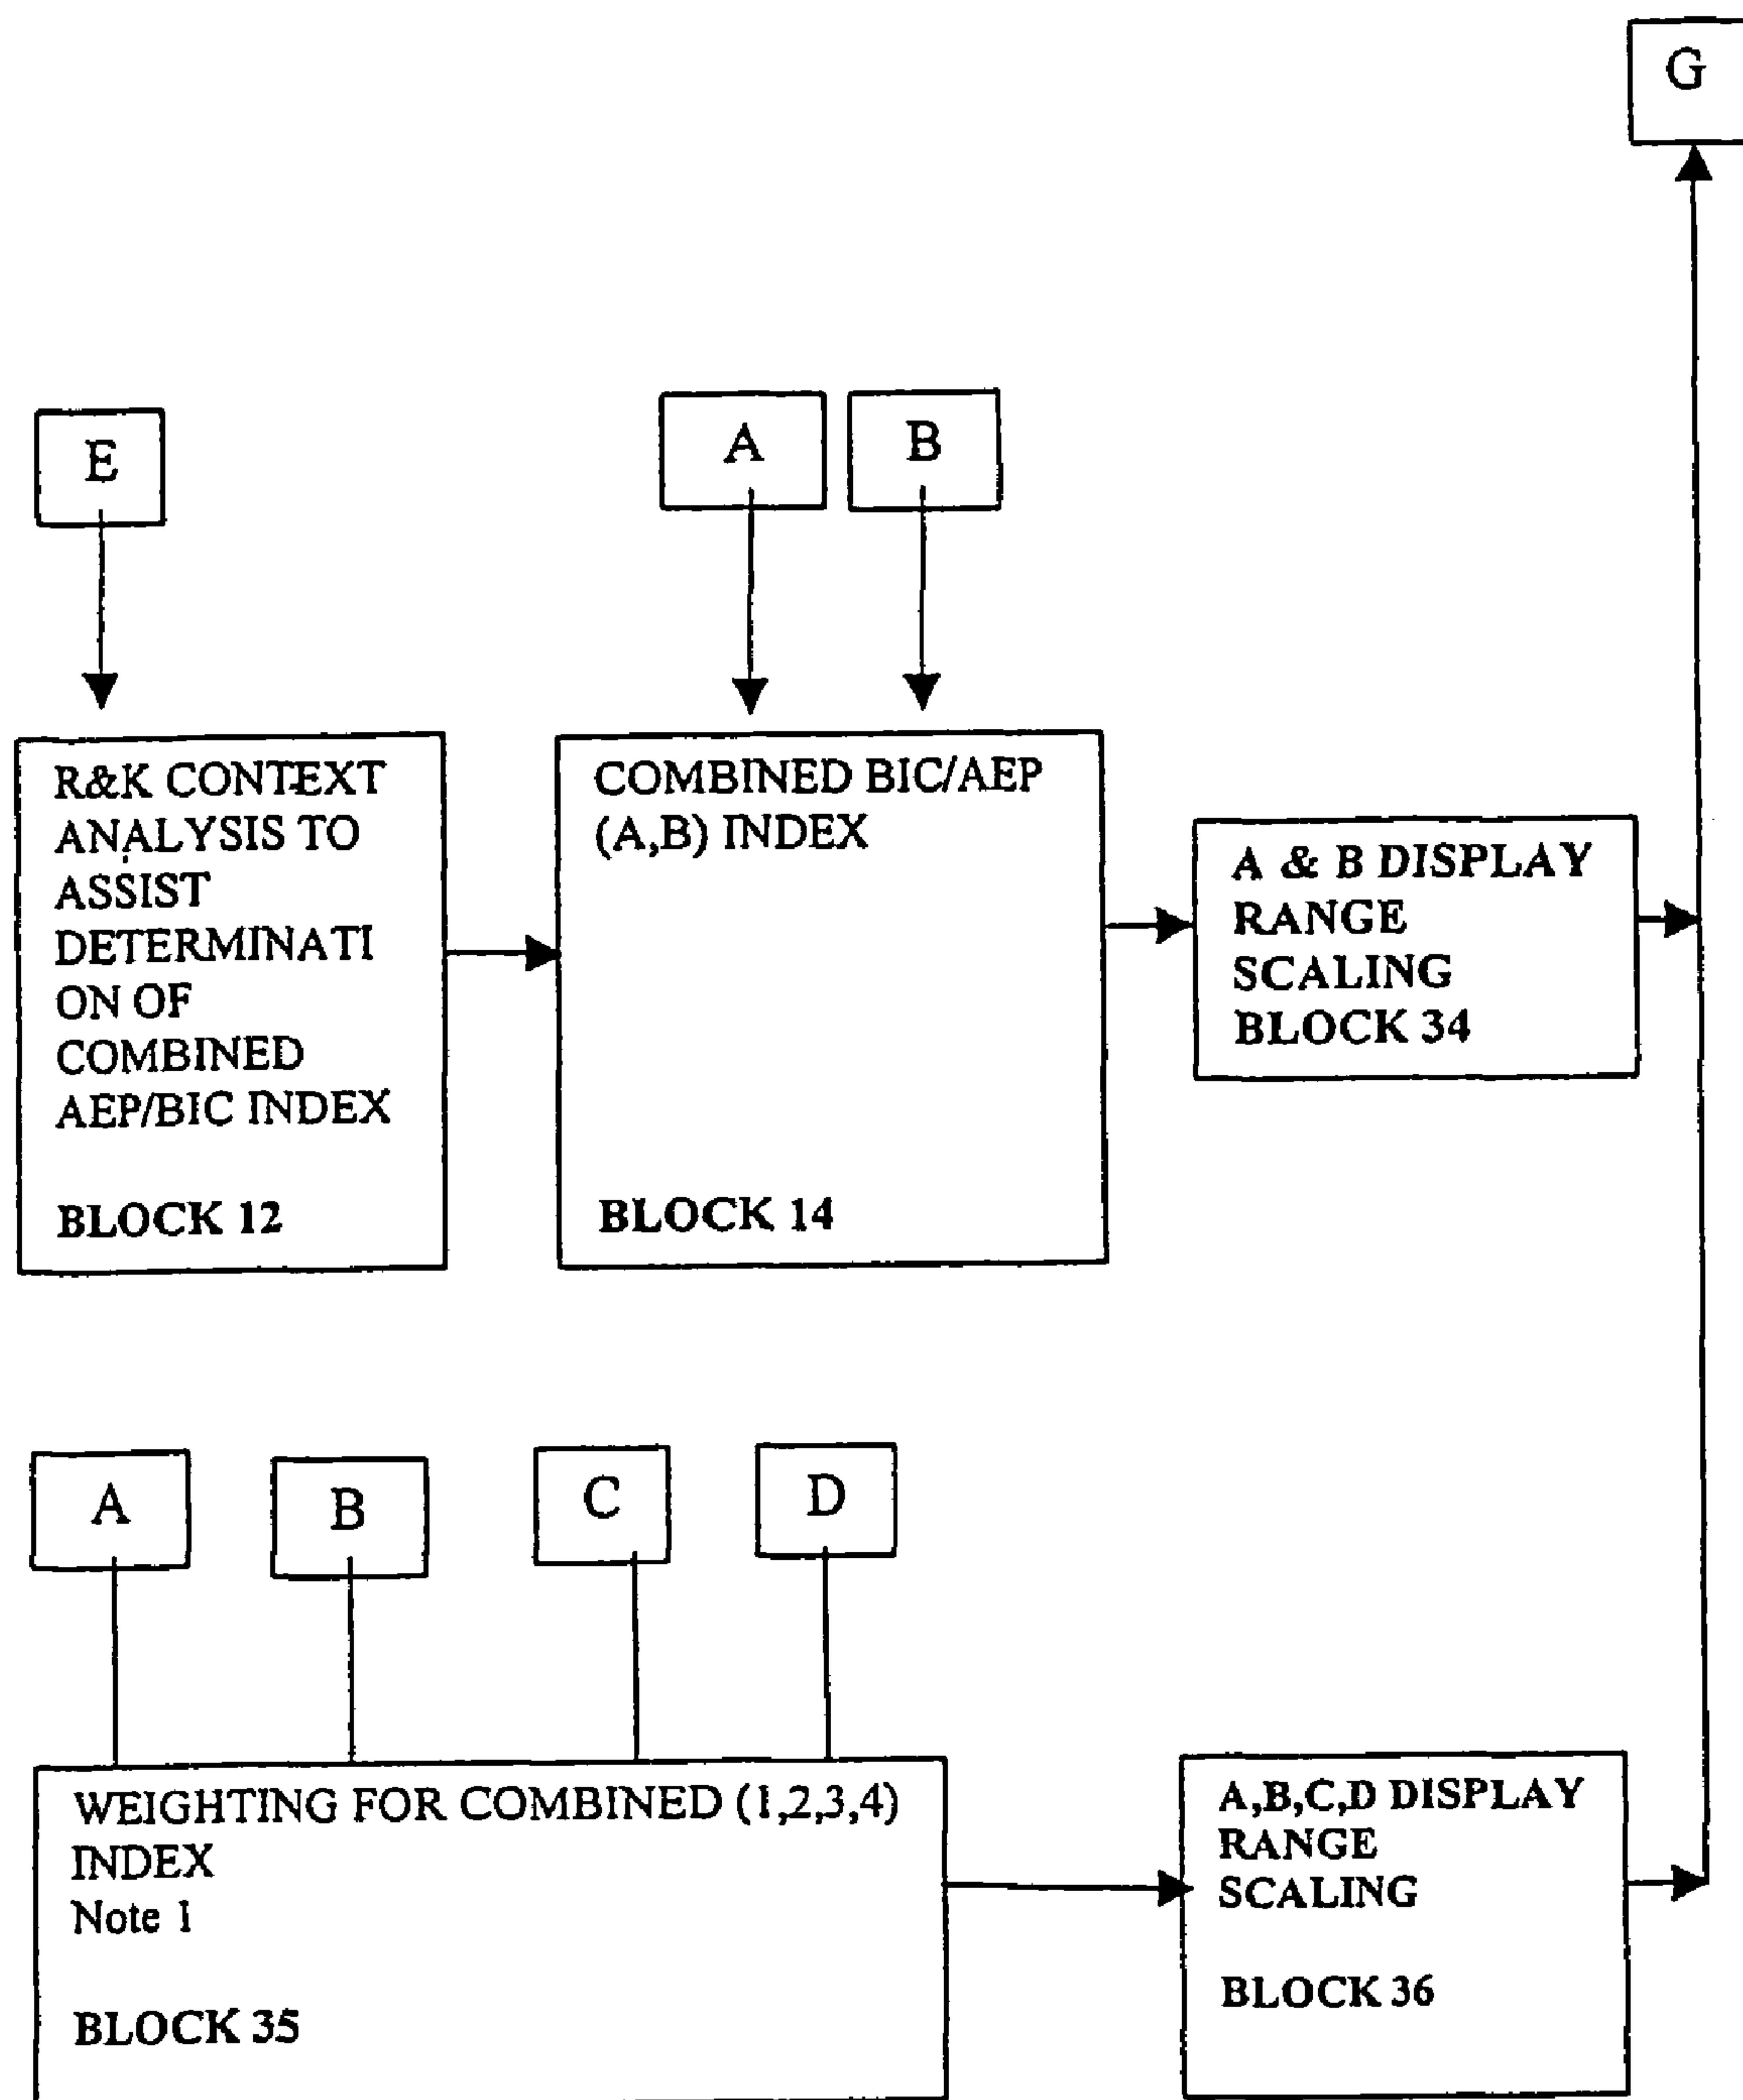 G
E
A
B
R&K CONTEXT
ANALYSIS TO
ASSIST
DETERMINATI
ON OF
COMBINED
AEP/BIC INDEX
BLOCK 12
COMBINED BIC/AEP
(A,B) INDEX
BLOCK 14
A & B DISPLAY
RANGE
SCALING
BLOCK 34
A
B
C
D
WEIGHTING FOR COMBINED (1,2,3,4)
INDEX
Note 1
BLOCK 35
A,B,C,D DISPLAY
RANGE
SCALING
BLOCK 36